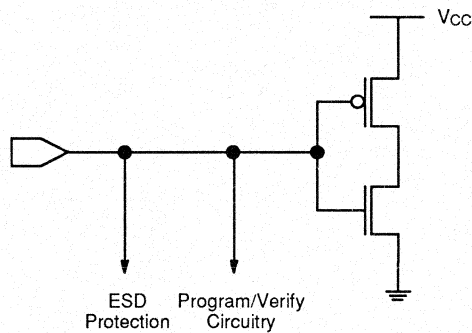 VCC
ESD
Protection
Program/Verify
Circuitry